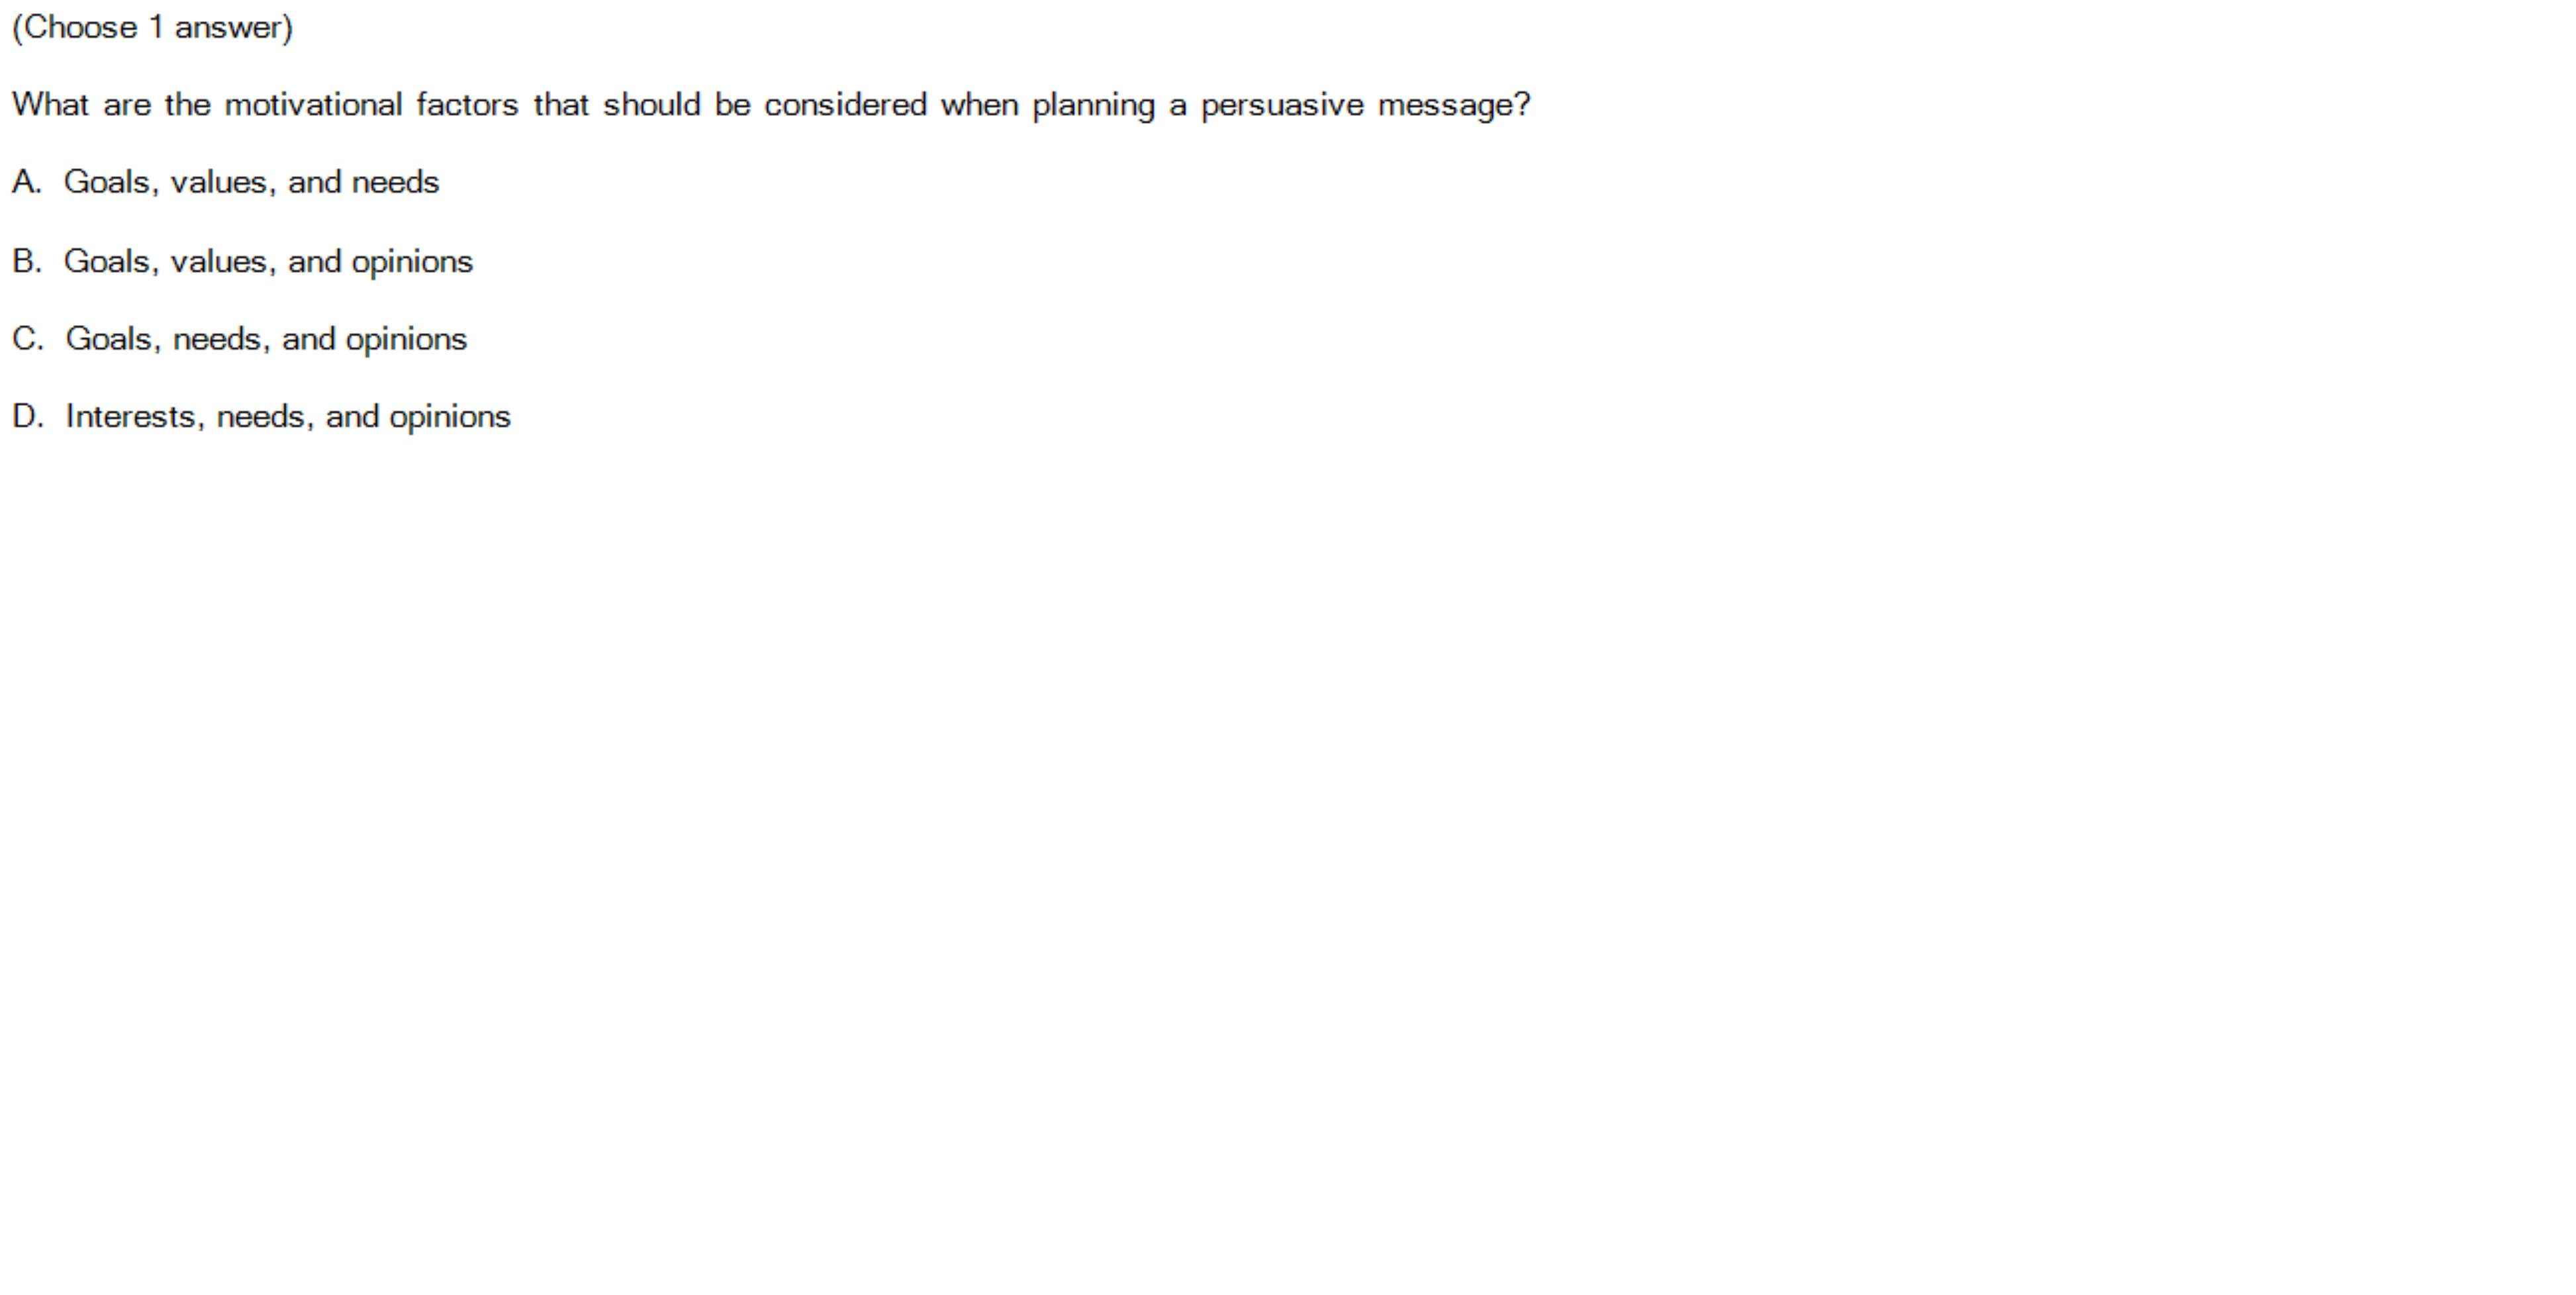 (Choose 1 answer)
What are the motivational factors that should be considered when planning a persuasive message?
A. Goals, values, and needs
B. Goals, values, and opinions
C. Goals, needs, and opinions
D. Interests, needs, and opinions